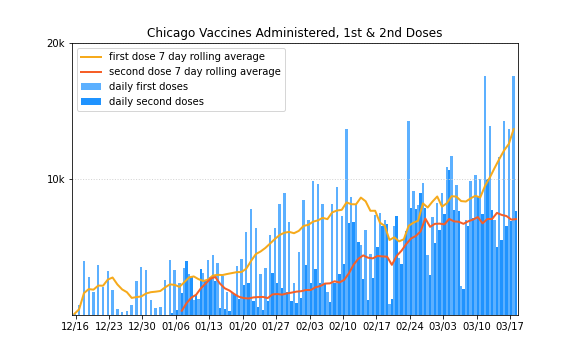 Chicago Vaccines Administered, 1st & 2nd Doses
20k
first dose 7 day rolling average
second dose 7 day rolling average
daily first doses
daily second doses
10k
12/16 12/23 12/30 01/06 01/13 01/20 01/27 02/03 02/10 02/17 02/24 03/03 03/10 03/17